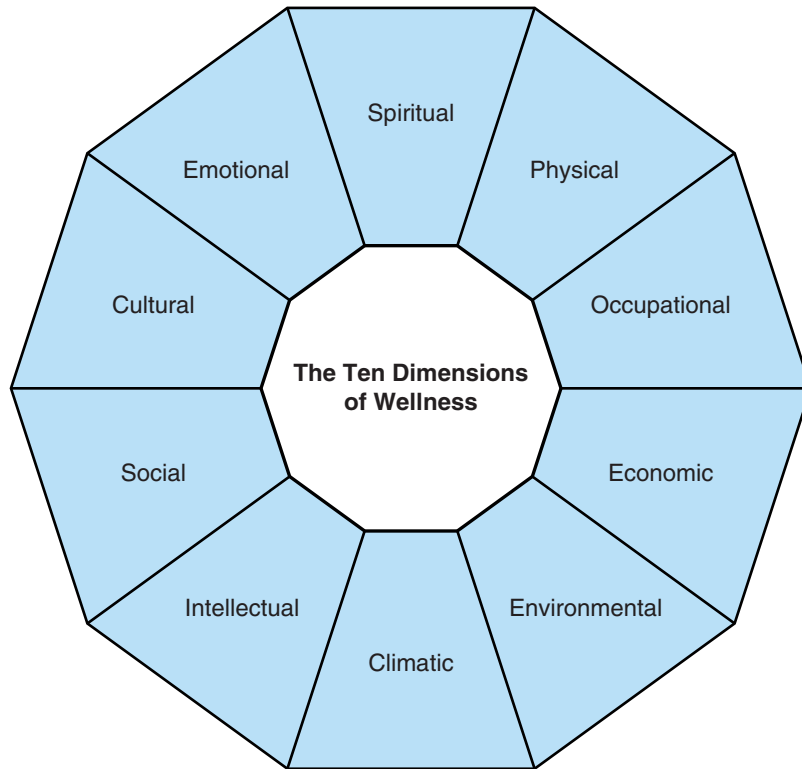 Spiritual
Physical
Occupational
Economic
Environmental
Climatic
Intellectual
Social
Cultural
Emotional
The Ten Dimensions
of Wellness